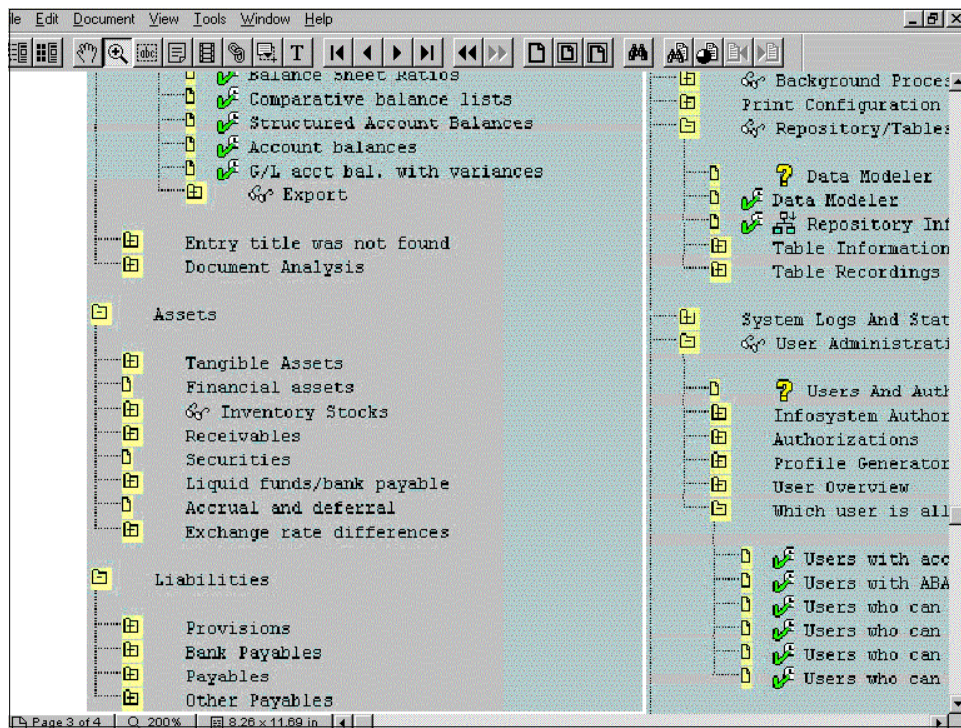 ile Edit Document View Tools Window Help
abc T
Balance Sheet Ratios
Comparative balance lists
Structured Account Balances
Account balances
G/L acct bal. with variances
Export
Entry title was not found
Document Analysis
Assets
Tangible Assets
Financial assets
Inventory Stocks
Receivables
Securities
Liquid funds/bank payable
Accrual and deferral
Exchange rate differences
Liabilities
Provisions
Bank Payables
Payables
Other Payables
Background Proces
Print Configuration
Repository/Tables
? Data Modeler
Data Modeler
Repository Inf
Table Information
Table Recordings
System Logs And Stat
User Administrati
? Users And Auth
Infosystem Author
Authorizations
Profile Generator
User Overview
Which user is all
Users with acc
Users with ABA
Users who can
Users who can
Users who can
Users who can
Page 3 of 4 200% 8.26 x 11.69 in